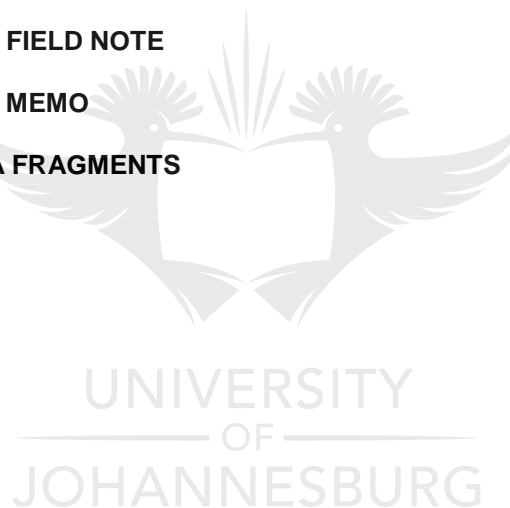 FIELD NOTE
MEMO
A FRAGMENTS
UNIVERSITY
OF
JOHANNESBURG